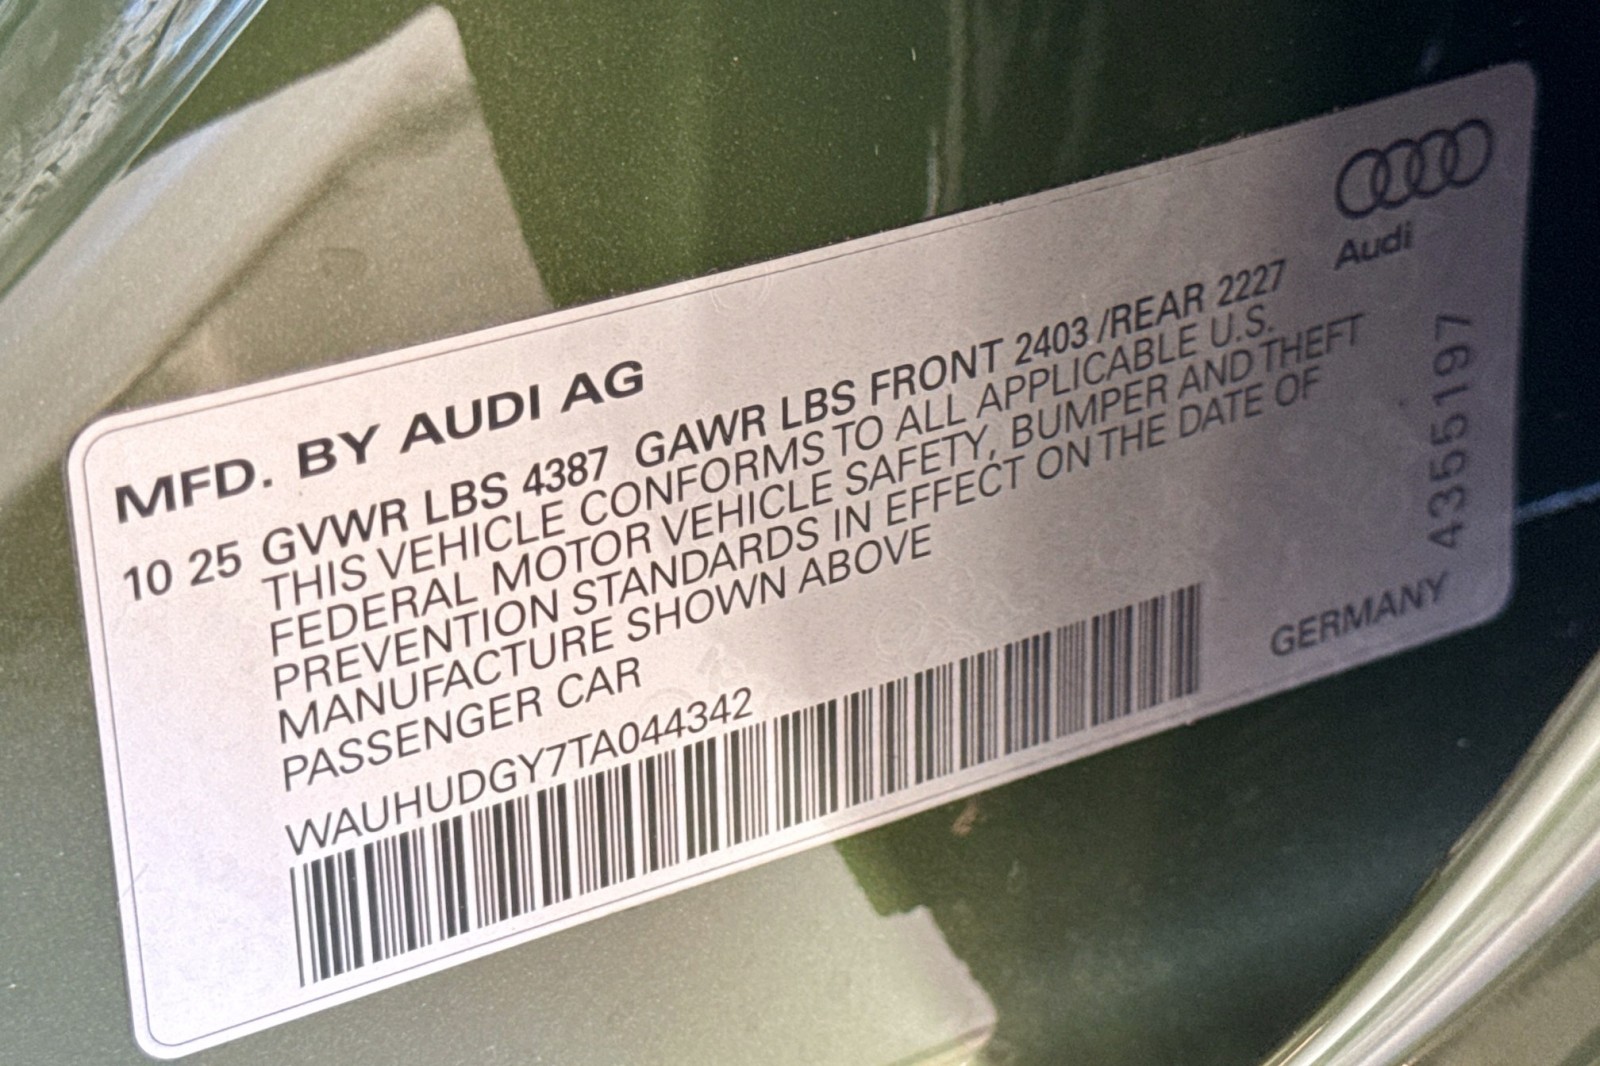 Audi
MFD. BY AUDI AG
10 25 GVWR LBS 4387 GAWR LBS FRONT 2403 /REAR 2227
THIS VEHICLE CONFORMS TO ALL APPLICABLE U.S.
FEDERAL MOTOR VEHICLE SAFETY, BUMPER AND THEFT
PREVENTION STANDARDS IN EFFECT ON THE DATE OF
MANUFACTURE SHOWN ABOVE
PASSENGER CAR
WAUHUDGY7TA044342
GERMANY
4355197